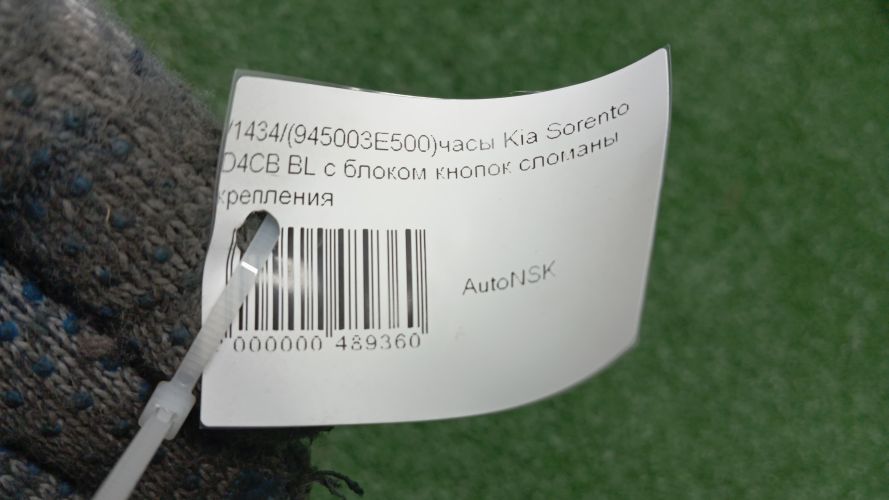 /1434/(945003E500)часы Kia Sorento
D4CB BL с блоком кнопок сломаны
крепления
AutoNSK
000000 489360